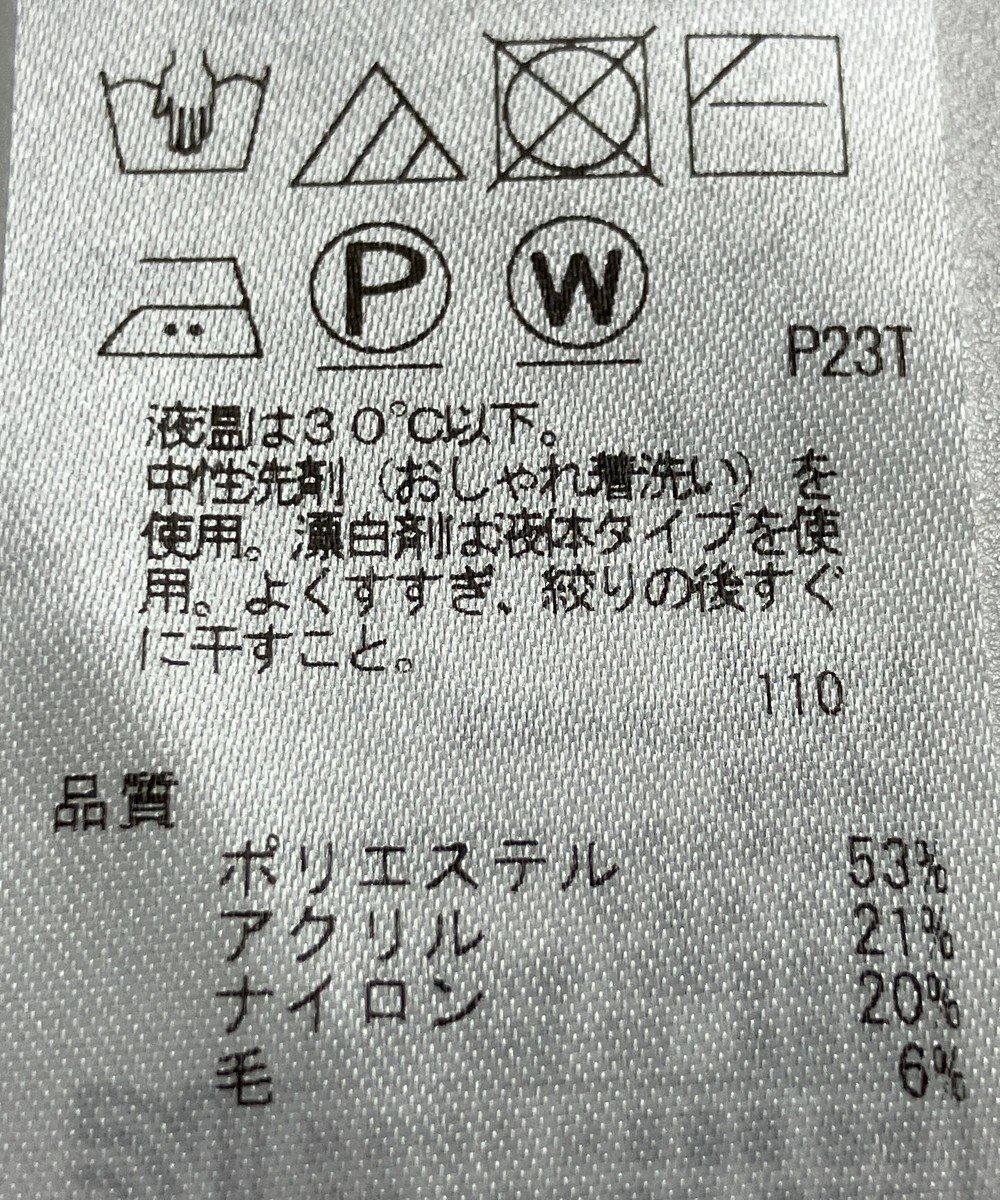 P W P23T
液温は30℃以下。
中性洗剤（おしゃれ着洗い）を
使用。漂白剤は液体タイプを使
用。よくすすぎ、絞りの後すぐ
に干すこと。
110
品質
ポリエステル 53%
アクリル 21%
ナイロン 20%
毛 6%